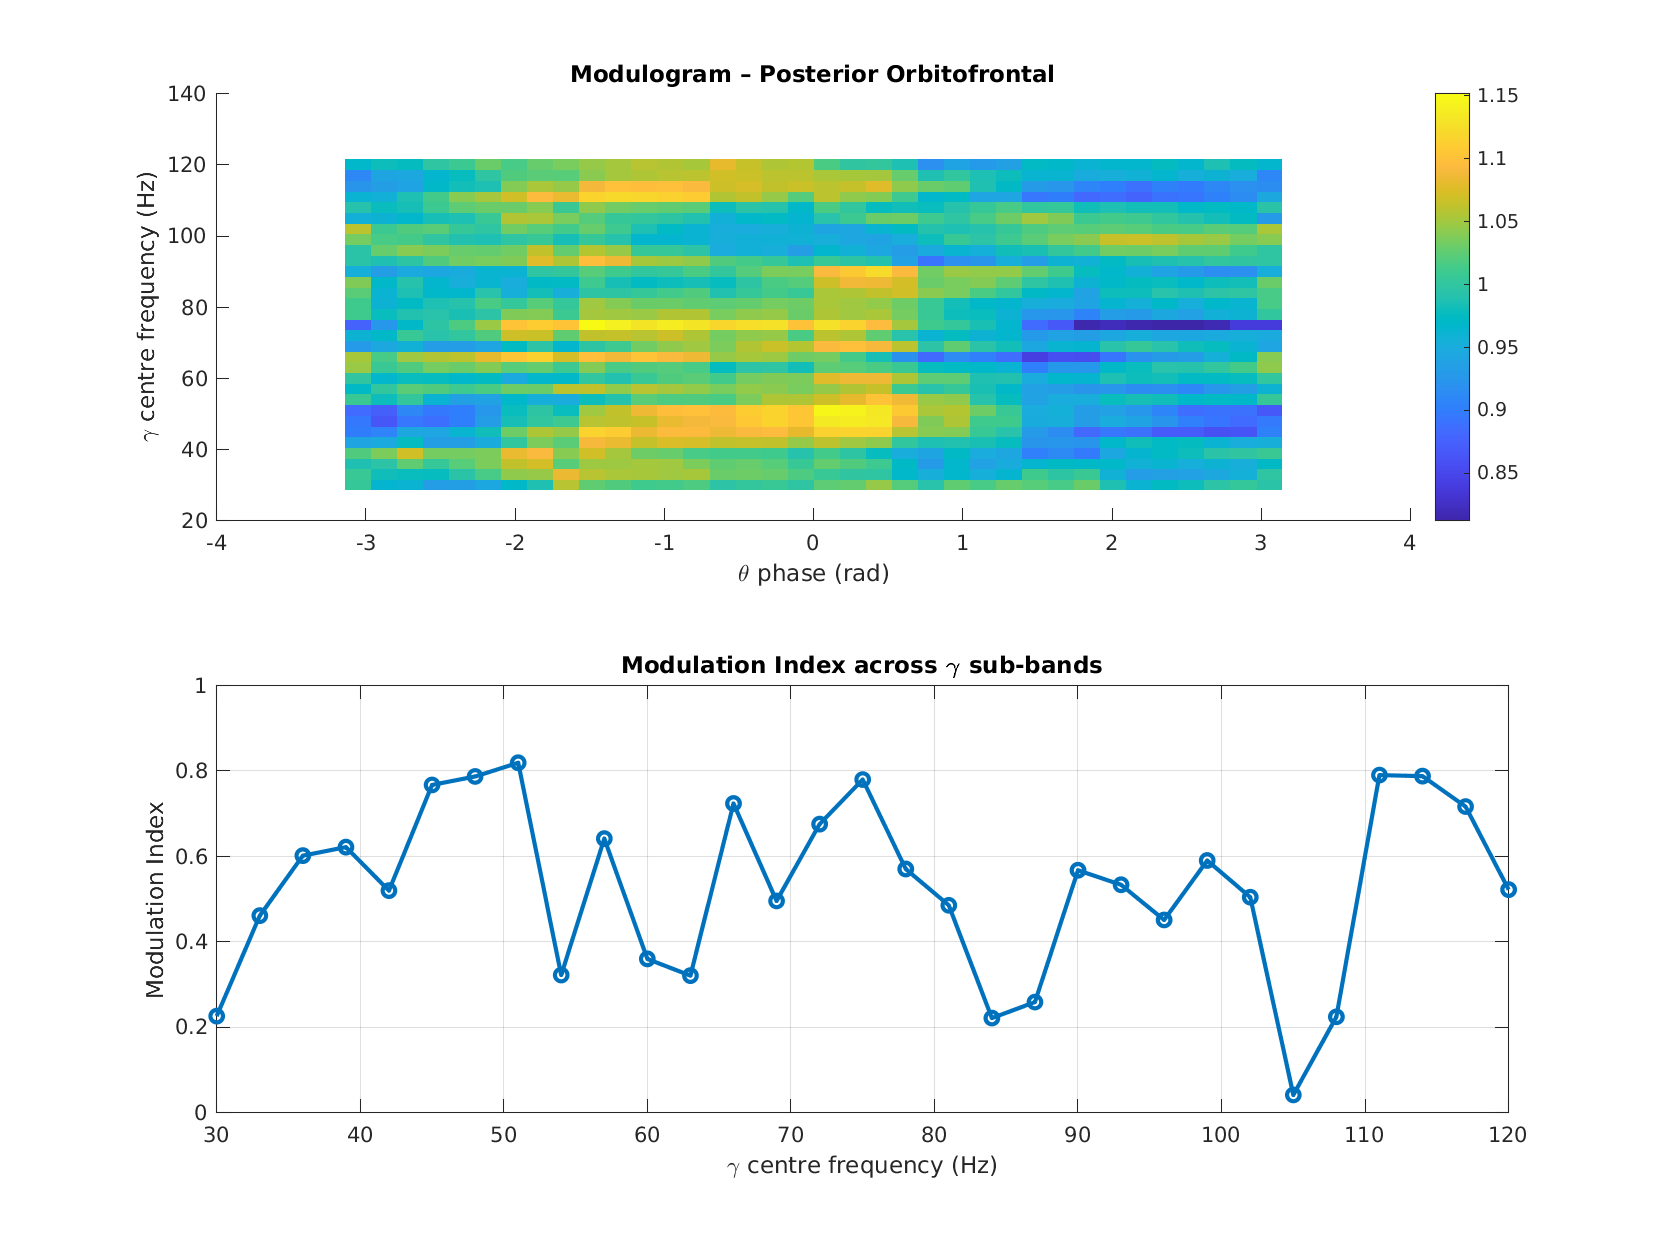 Modulogram – Posterior Orbitofrontal
140
120
100
80
60
40
20
γ centre frequency (Hz)
-4 -3 -2 -1 0 1 2 3 4
θ phase (rad)
1.15
1.1
1.05
1
0.95
0.9
0.85
Modulation Index across γ sub-bands
1
0.8
0.6
0.4
0.2
0
Modulation Index
30 40 50 60 70 80 90 100 110 120
γ centre frequency (Hz)